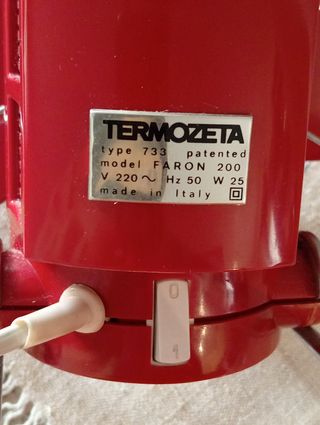 TERMOZETA
type 733 patented
model FARON 200
V 220 ~ Hz 50 W 25
made in Italy
0
1